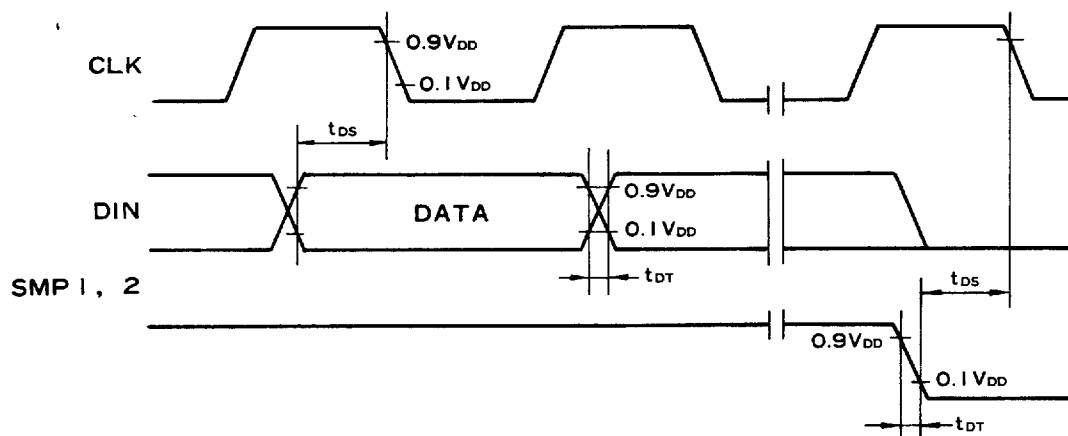 CLK
0.9VDD
0.1VDD
tDS
DIN
DATA
0.9VDD
0.1VDD
tDT
SMP1, 2
tDS
0.9VDD
0.1VDD
tDT